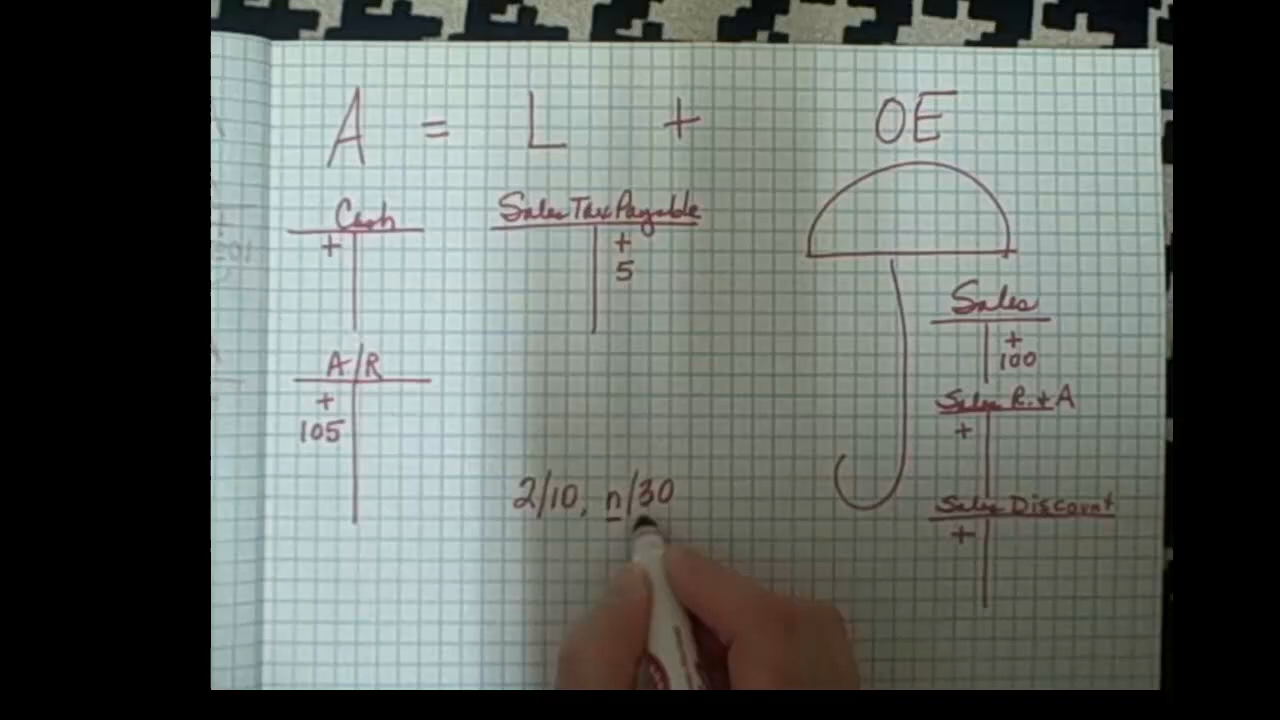 A = L + OE
Cash
+
Sales Tax Payable
+
5
A/R
+
105
Sales
+
100
Sales R. + A
+
Sales Discount
+
2/10, n/30